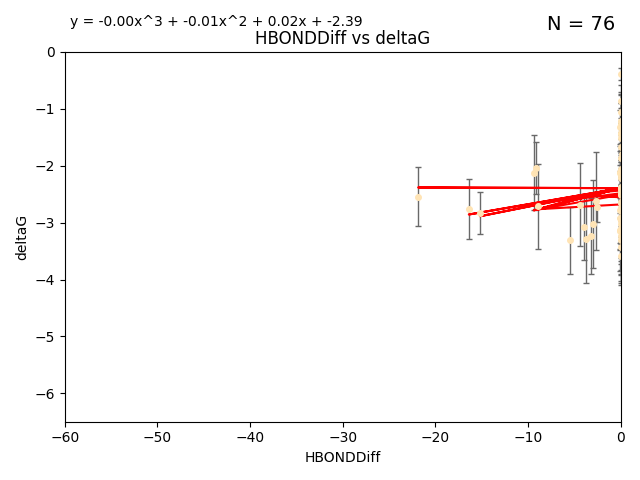 y = -0.00x^3 + -0.01x^2 + 0.02x + -2.39
N = 76
HBONDDiff vs deltaG
0
−1
−2
−3
−4
−5
−6
deltaG
−60
−50
−40
−30
−20
−10
0
HBONDDiff